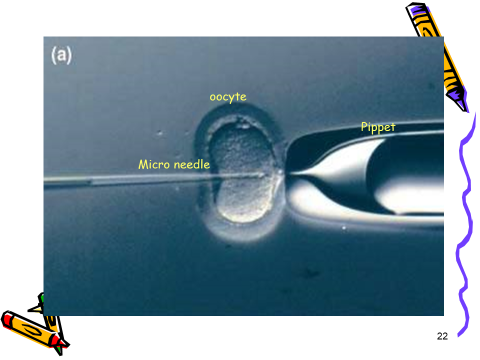 (a)
oocyte
Pippet
Micro needle
22